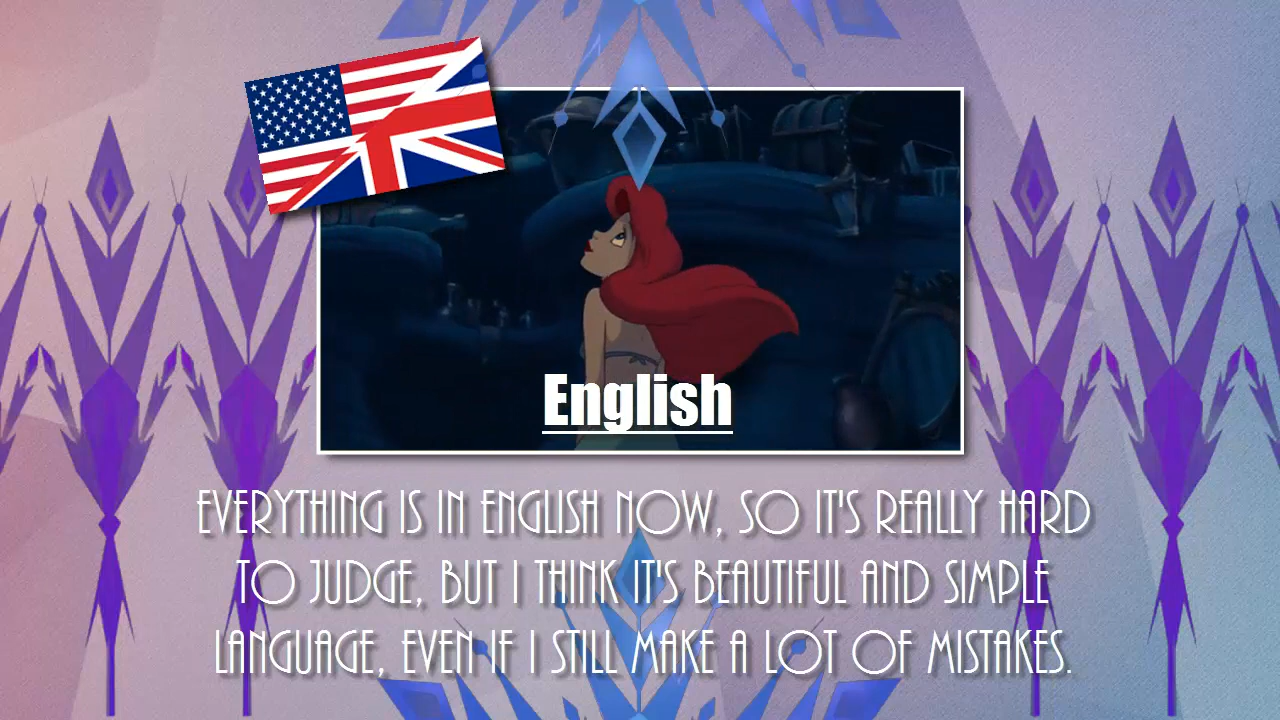 English
EVERYTHING IS IN ENGLISH NOW, SO IT'S REALLY HARD
TO JUDGE, BUT I THINK IT'S BEAUTIFUL AND SIMPLE
LANGUAGE, EVEN IF I STILL MAKE A LOT OF MISTAKES.